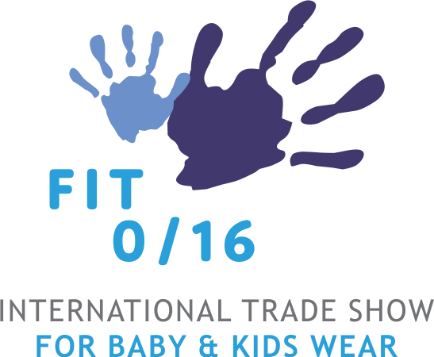 FIT
0/16
INTERNATIONAL TRADE SHOW
FOR BABY & KIDS WEAR